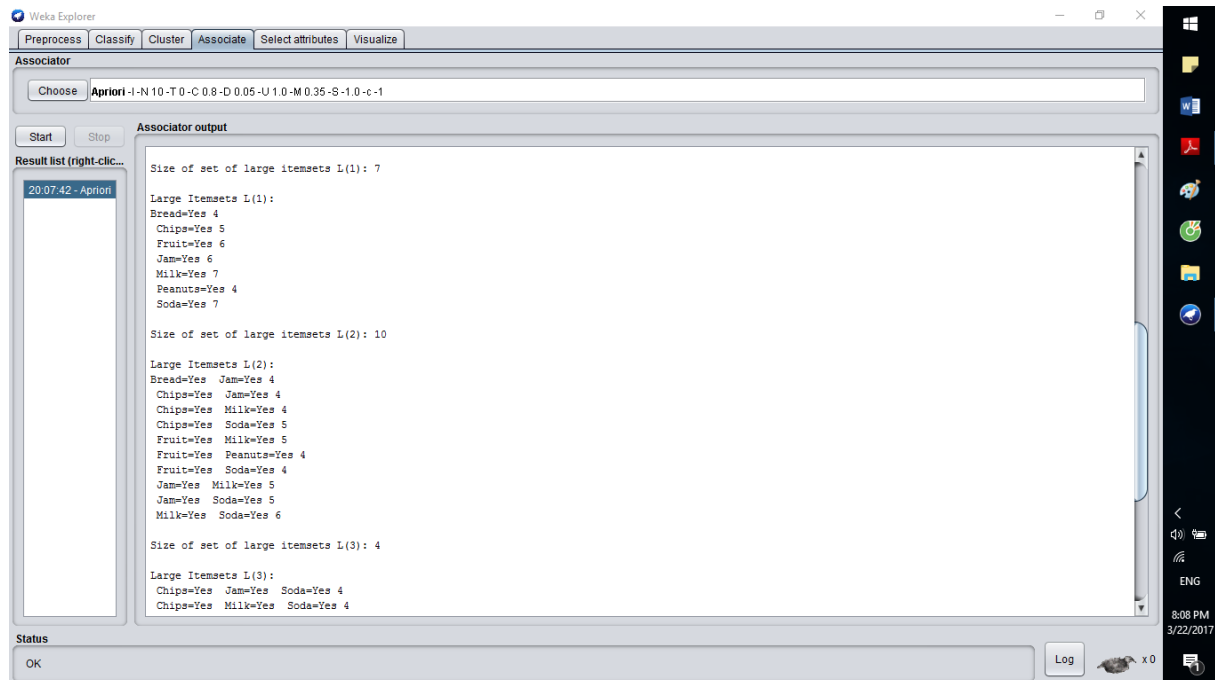 Weka Explorer
Preprocess Classify Cluster Associate Select attributes Visualize
Associator
Choose Apriori -I -N 10 -T 0 -C 0.8 -D 0.05 -U 1.0 -M 0.35 -S -1.0 -c -1
Start Stop
Result list (right-clic...
20:07:42 - Apriori
Associator output
Size of set of large itemsets L(1): 7
Large Itemsets L(1):
Bread=Yes 4
Chips=Yes 5
Fruit=Yes 6
Jam=Yes 6
Milk=Yes 7
Peanuts=Yes 4
Soda=Yes 7
Size of set of large itemsets L(2): 10
Large Itemsets L(2):
Bread=Yes Jam=Yes 4
Chips=Yes Jam=Yes 4
Chips=Yes Milk=Yes 4
Chips=Yes Soda=Yes 5
Fruit=Yes Milk=Yes 5
Fruit=Yes Peanuts=Yes 4
Fruit=Yes Soda=Yes 4
Jam=Yes Milk=Yes 5
Jam=Yes Soda=Yes 5
Milk=Yes Soda=Yes 6
Size of set of large itemsets L(3): 4
Large Itemsets L(3):
Chips=Yes Jam=Yes Soda=Yes 4
Chips=Yes Milk=Yes Soda=Yes 4
Status
OK
Log x 0
ENG
8:08 PM
3/22/2017
1